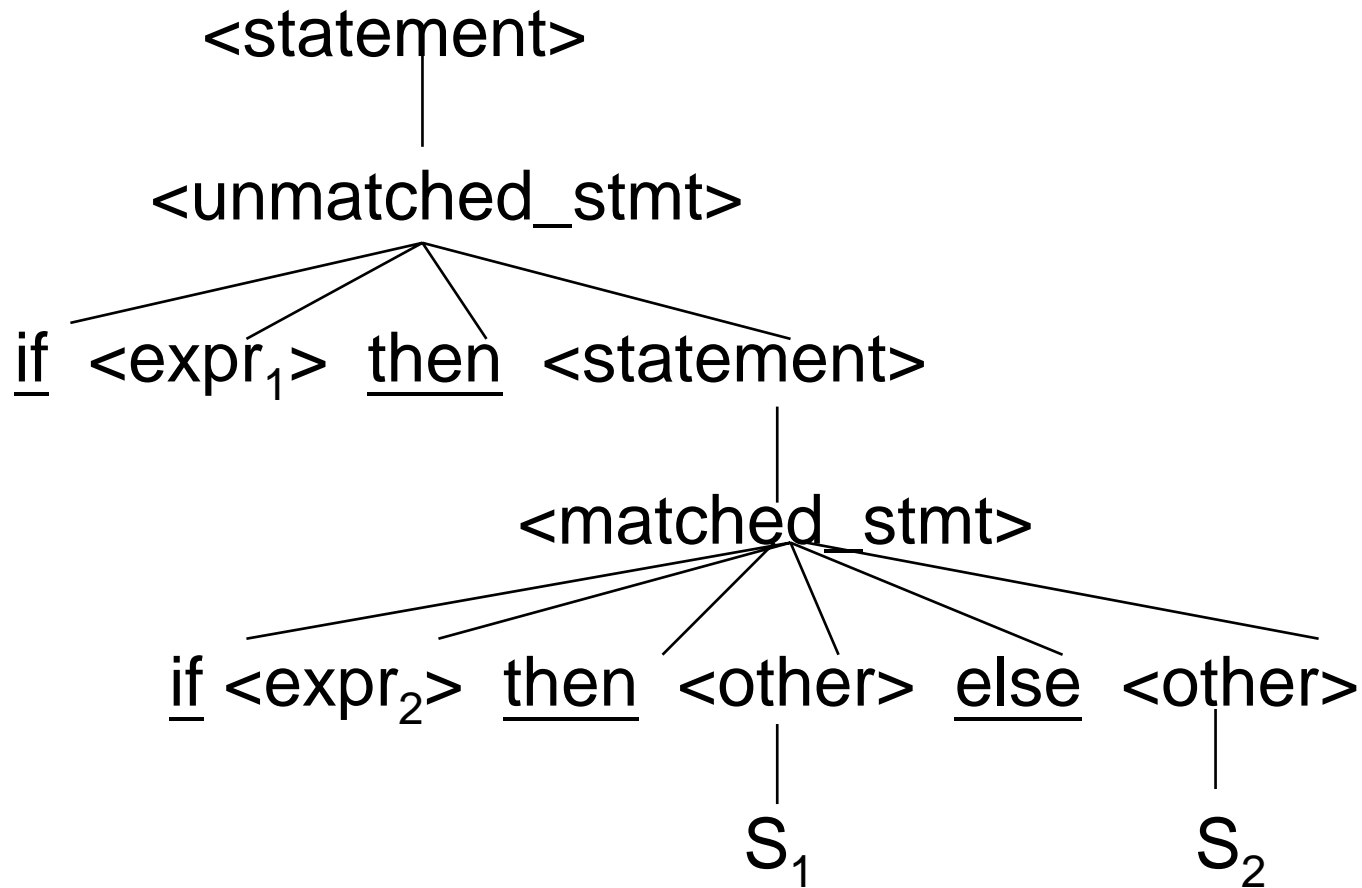 <statement>
<unmatched_stmt>
if <expr₁> then <statement>
<matched_stmt>
if <expr₂> then <other> else <other>
S₁ S₂